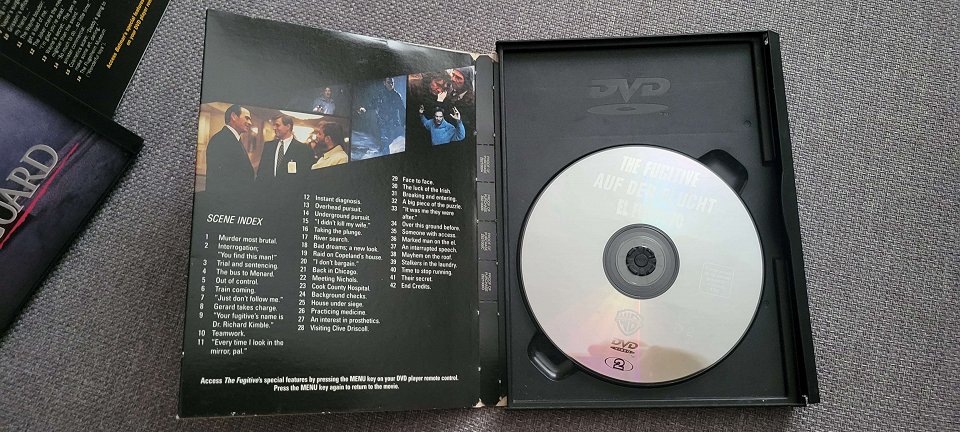 Access Batman's special
on your DVD player
UARD
SCENE INDEX
1 Murder most brutal.
2 Interrogation;
"You find this man!"
3 Trial and sentencing.
4 The bus to Menard.
5 Out of control.
6 Train coming.
7 "Just don't follow me."
8 Gerard takes charge.
9 "Your fugitive's name is
Dr. Richard Kimble."
10 Teamwork.
11 "Every time I look in the
mirror, pal."
12 Instant diagnosis.
13 Overhead pursuit.
14 Underground pursuit.
15 "I didn't kill my wife."
16 Taking the plunge.
17 River search.
18 Bad dreams; a new look.
19 Raid on Copeland's house.
20 "I don't bargain."
21 Back in Chicago.
22 Meeting Nichols.
23 Cook County Hospital.
24 Background checks.
25 House under siege.
26 Practicing medicine.
27 An interest in prosthetics.
28 Visiting Clive Driscoll.
29 Face to face.
30 The luck of the Irish.
31 Breaking and entering.
32 A big piece of the puzzle.
33 "It was me they were
after."
34 Over this ground before.
35 Someone with access.
36 Marked man on the el.
37 An interrupted speech.
38 Mayhem on the roof.
39 Stalkers in the laundry.
40 Time to stop running.
41 Their secret.
42 End Credits.
Access The Fugitive's special features by pressing the MENU key on your DVD player remote control.
Press the MENU key again to return to the movie.
DVD
THE FUGITIVE
AUF DER
EL
DVD
VIDEO
2